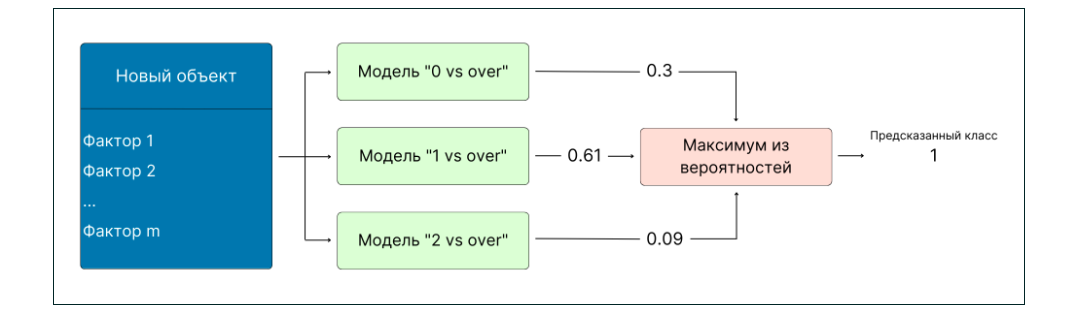 Новый объект
Фактор 1
Фактор 2
...
Фактор m
Модель "0 vs over"
0.3
Модель "1 vs over"
0.61
Модель "2 vs over"
0.09
Максимум из
вероятностей
Предсказанный класс
1